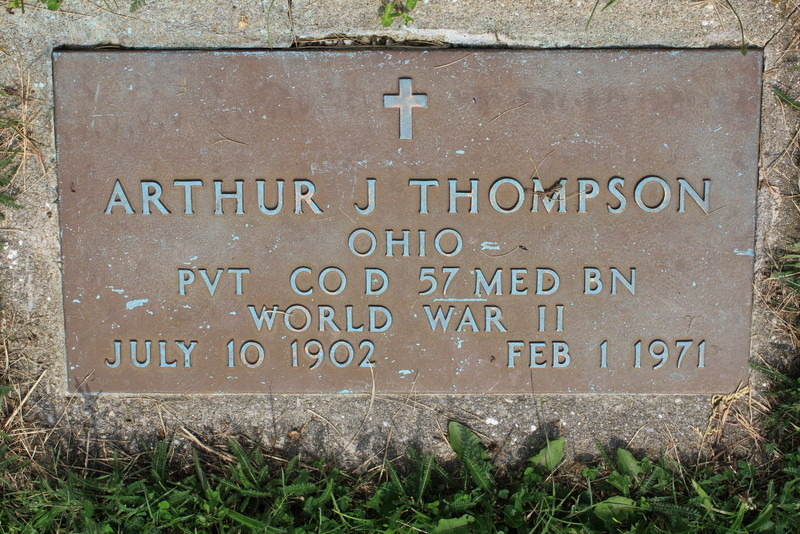 ARTHUR J THOMPSON
OHIO
PVT CO D 57 MED BN
WORLD WAR II
JULY 10 1902 FEB 1 1971